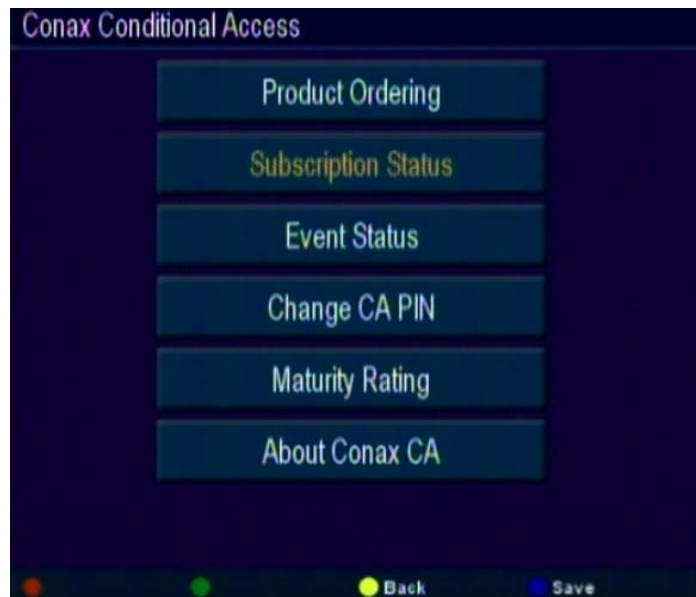 Conax Conditional Access
Product Ordering
Subscription Status
Event Status
Change CA PIN
Maturity Rating
About Conax CA
Back Save